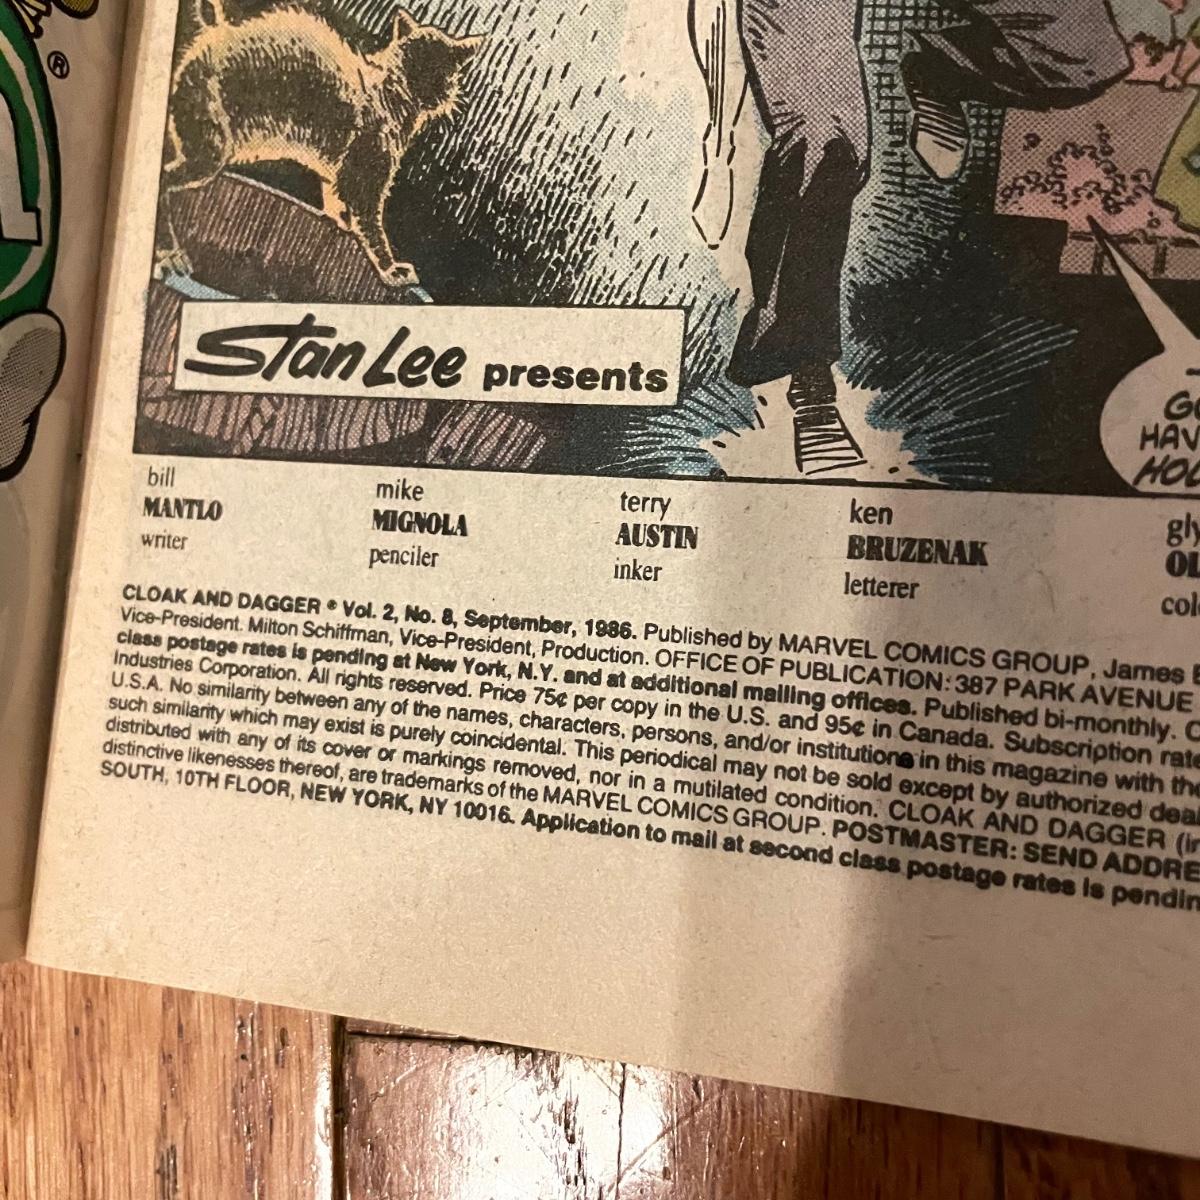 ®
Stan Lee presents
G
HAV
HOU
bill
MANTLO
writer
mike
MIGNOLA
penciler
terry
AUSTIN
inker
ken
BRUZENAK
letterer
gly
OL
colo
CLOAK AND DAGGER ® Vol. 2, No. 8, September, 1986. Published by MARVEL COMICS GROUP, James E
Vice-President. Milton Schiffman, Vice-President, Production. OFFICE OF PUBLICATION: 387 PARK AVENUE
class postage rates is pending at New York, N.Y. and at additional mailing offices. Published bi-monthly. C
Industries Corporation. All rights reserved. Price 75¢ per copy in the U.S. and 95¢ in Canada. Subscription rate
U.S.A. No similarity between any of the names, characters, persons, and/or institutions in this magazine with the
such similarity which may exist is purely coincidental. This periodical may not be sold except by authorized deal
distributed with any of its cover or markings removed, nor in a mutilated condition. CLOAK AND DAGGER (in
distinctive likenesses thereof, are trademarks of the MARVEL COMICS GROUP. POSTMASTER: SEND ADDRE
SOUTH, 10TH FLOOR, NEW YORK, NY 10016. Application to mail at second class postage rates is pendin